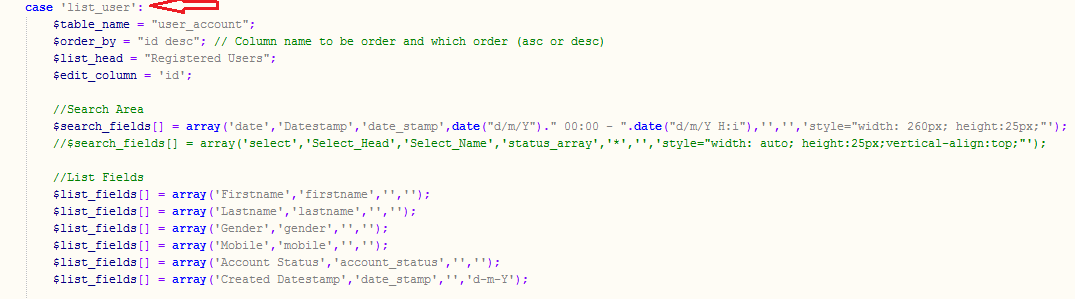 case 'list_user':
$table_name = "user_account";
$order_by = "id desc"; // Column name to be order and which order (asc or desc)
$list_head = "Registered Users";
$edit_column = 'id';
//Search Area
$search_fields[] = array('date','Datestamp','date_stamp',date("d/m/Y")." 00:00 - ".date("d/m/Y H:i"),'','','style="width: 260px; height:25px;"');
//$search_fields[] = array('select','Select_Head','Select_Name','status_array','*','','style="width: auto; height:25px;vertical-align:top;"');
//List Fields
$list_fields[] = array('Firstname','firstname','','');
$list_fields[] = array('Lastname','lastname','','');
$list_fields[] = array('Gender','gender','','');
$list_fields[] = array('Mobile','mobile','','');
$list_fields[] = array('Account Status','account_status','','');
$list_fields[] = array('Created Datestamp','date_stamp','','d-m-Y');